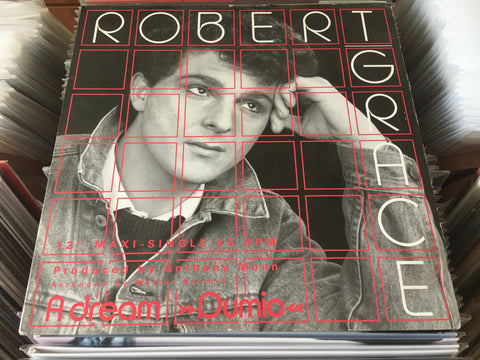 ROBERT
GRACE
12" MAXI-SINGLE 45 RPM
Produced by Anthony Monn
A dream »Dumio«